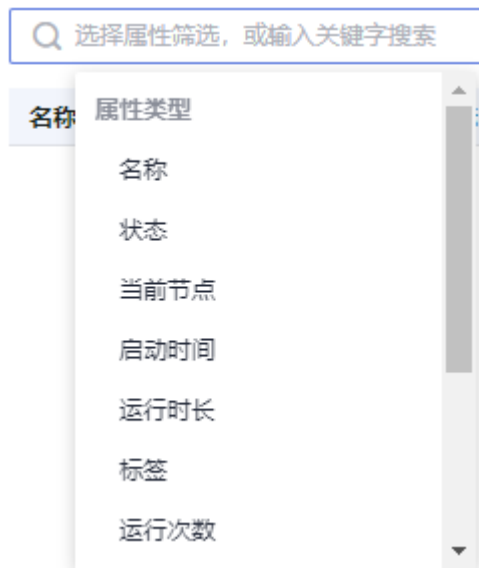 选择属性筛选，或输入关键字搜索
名称
属性类型
名称
状态
当前节点
启动时间
运行时长
标签
运行次数